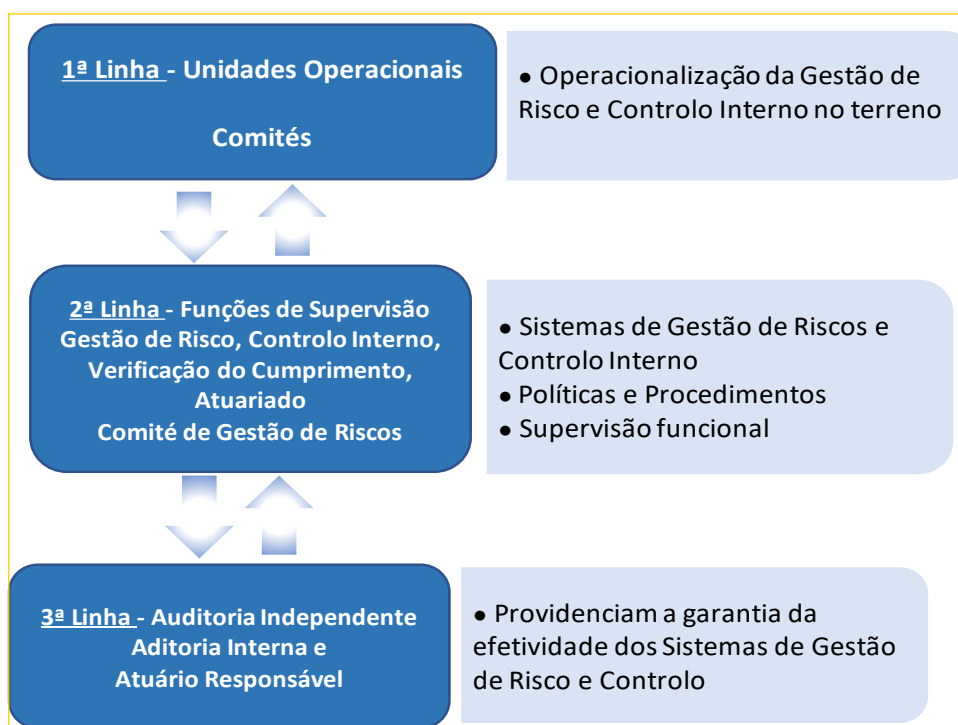 1ª Linha - Unidades Operacionais
Comités
● Operacionalização da Gestão de
Risco e Controlo Interno no terreno
2ª Linha - Funções de Supervisão
Gestão de Risco, Controlo Interno,
Verificação do Cumprimento,
Atuariado
Comité de Gestão de Riscos
● Sistemas de Gestão de Riscos e
Controlo Interno
● Políticas e Procedimentos
● Supervisão funcional
3ª Linha - Auditoria Independente
Aditoria Interna e
Atuário Responsável
● Providenciam a garantia da
efetividade dos Sistemas de Gestão
de Risco e Controlo